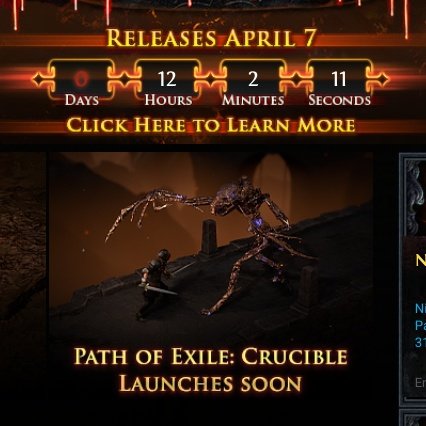 RELEASES APRIL 7
0 12 2 11
DAYS HOURS MINUTES SECONDS
CLICK HERE TO LEARN MORE
PATH OF EXILE: CRUCIBLE
LAUNCHES SOON